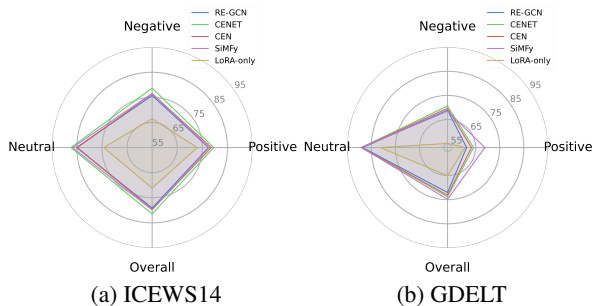 RE-GCN
CENET
CEN
SiMFy
LoRA-only
Negative
95
85
75
65
55
Neutral
Positive
Overall
(a) ICEWS14
RE-GCN
CENET
CEN
SiMFy
LoRA-only
Negative
95
85
75
65
55
Neutral
Positive
Overall
(b) GDELT